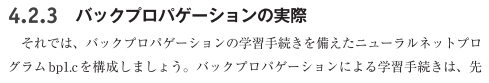 4.2.3　バックプロパゲーションの実際
　それでは、バックプロパゲーションの学習手続きを備えたニューラルネットプロ
グラムbp1.cを構成しましょう。バックプロパゲーションによる学習手続きは、先